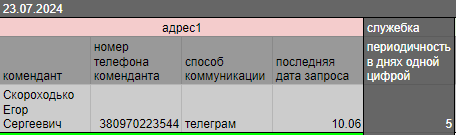 23.07.2024
адрес1 служебка
комендант номер телефона коменданта способ коммуникации последняя дата запроса периодичность в днях одной цифрой
Скороходько Егор Сергеевич 380970223544 телеграм 10.06 5